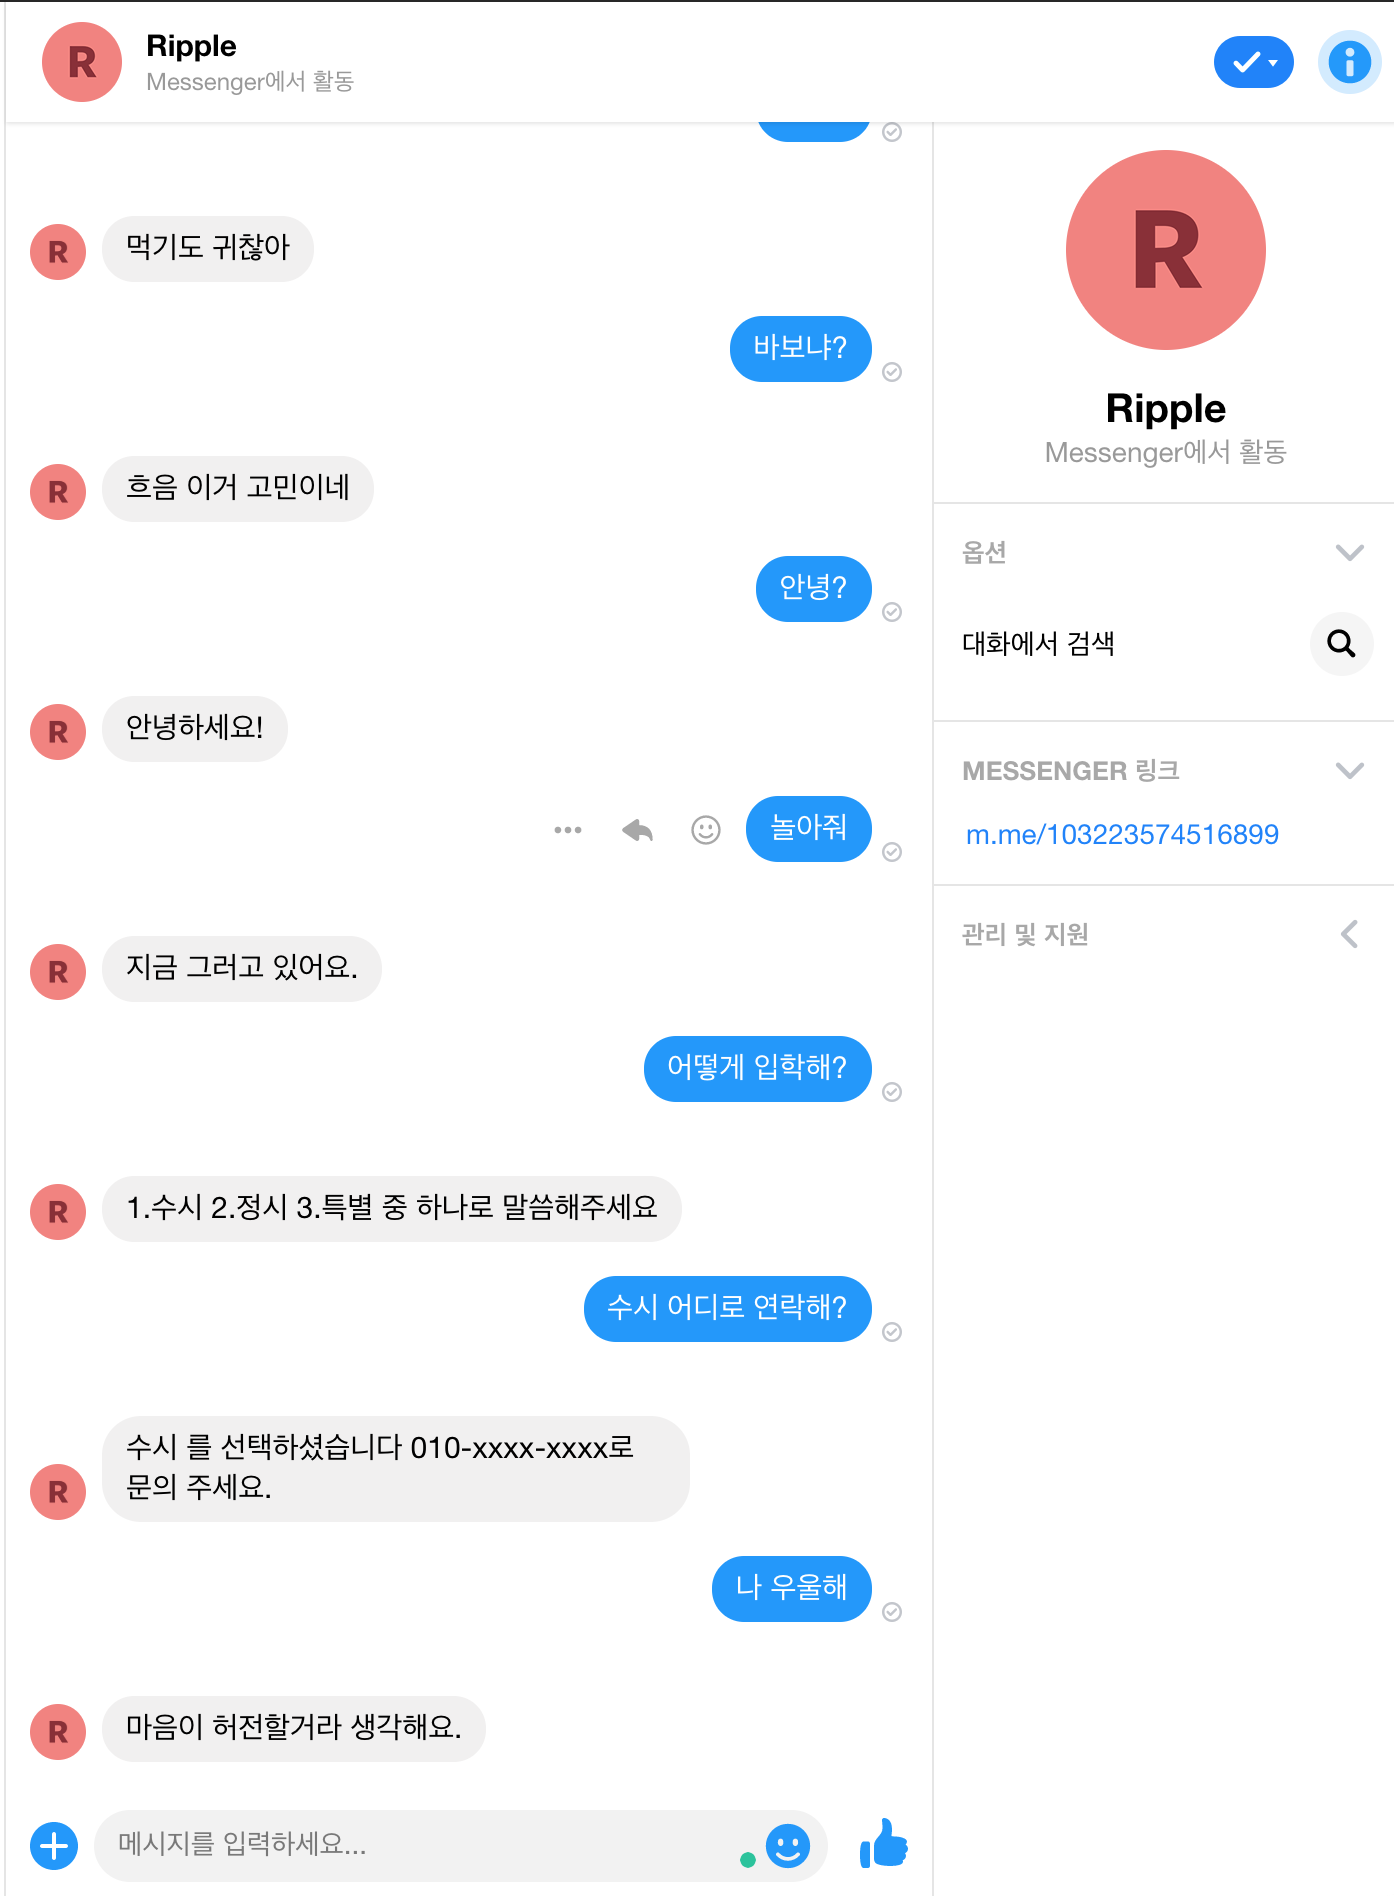 R
Ripple
Messenger에서 활동
R
먹기도 귀찮아
바보냐?
R
흐음 이거 고민이네
안녕?
R
안녕하세요!
놀아줘
R
지금 그러고 있어요.
어떻게 입학해?
R
1.수시 2.정시 3.특별 중 하나로 말씀해주세요
수시 어디로 연락해?
R
수시 를 선택하셨습니다 010-xxxx-xxxx로
문의 주세요.
나 우울해
R
마음이 허전할거라 생각해요.
메시지를 입력하세요...
R
Ripple
Messenger에서 활동
옵션
대화에서 검색
MESSENGER 링크
m.me/103223574516899
관리 및 지원